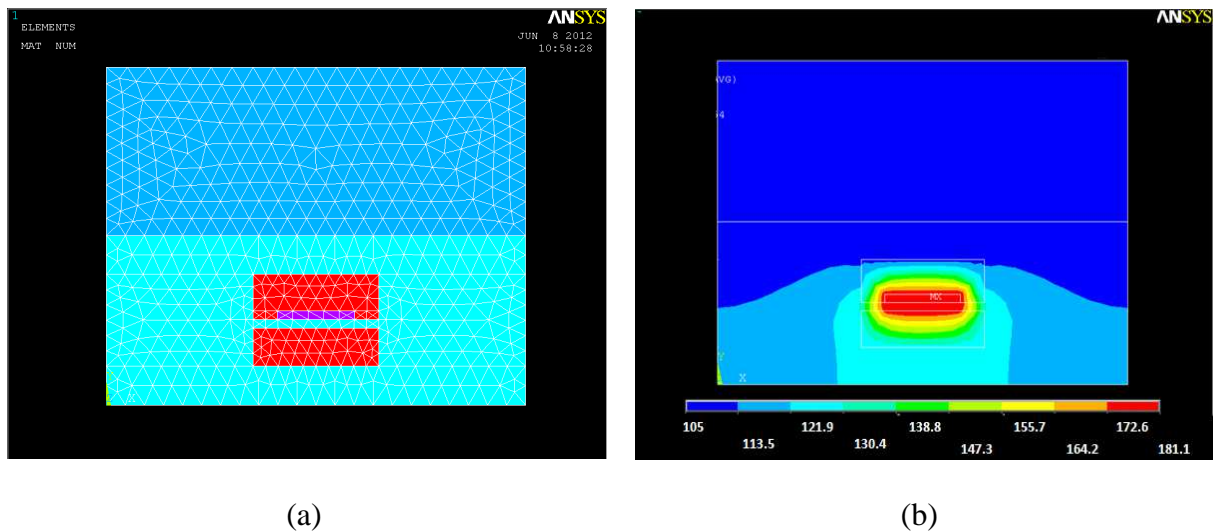 1
ELEMENTS
MAT NUM
ANSYS
JUN 8 2012
10:58:28
Y
X
(a)
ANSYS
(VG)
MX
Y
X
105 121.9 138.8 155.7 172.6
113.5 130.4 147.3 164.2 181.1
(b)